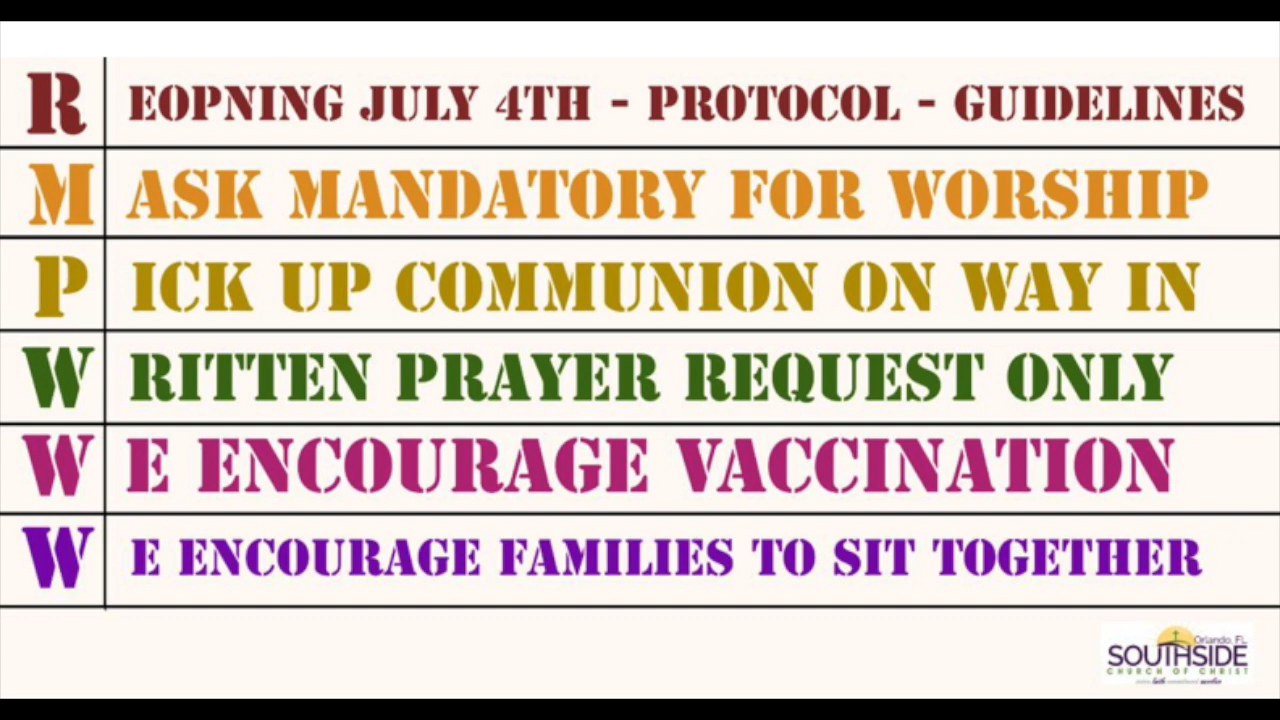 R EOPNING JULY 4TH - PROTOCOL - GUIDELINES
M ASK MANDATORY FOR WORSHIP
P ICK UP COMMUNION ON WAY IN
W RITTEN PRAYER REQUEST ONLY
W E ENCOURAGE VACCINATION
W E ENCOURAGE FAMILIES TO SIT TOGETHER
Orlando, FL
SOUTHSIDE
CHURCH OF CHRIST